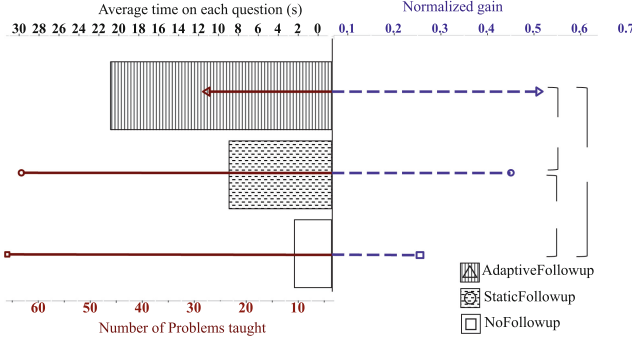 Average time on each question (s)
Normalized gain
30 28 26 24 22 20 18 16 14 12 10 8 6 4 2 0
0,1 0,2 0,3 0,4 0,5 0,6 0.7
AdaptiveFollowup
StaticFollowup
NoFollowup
60 50 40 30 20 10
Number of Problems taught